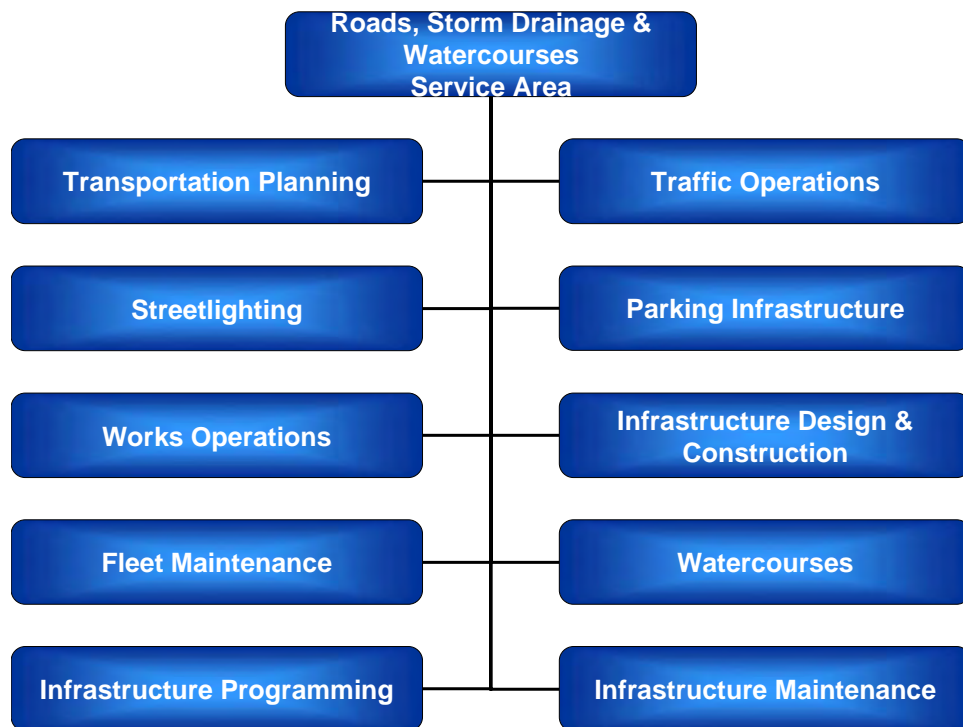 Roads, Storm Drainage &
Watercourses
Service Area
Transportation Planning
Traffic Operations
Streetlighting
Parking Infrastructure
Works Operations
Infrastructure Design &
Construction
Fleet Maintenance
Watercourses
Infrastructure Programming
Infrastructure Maintenance